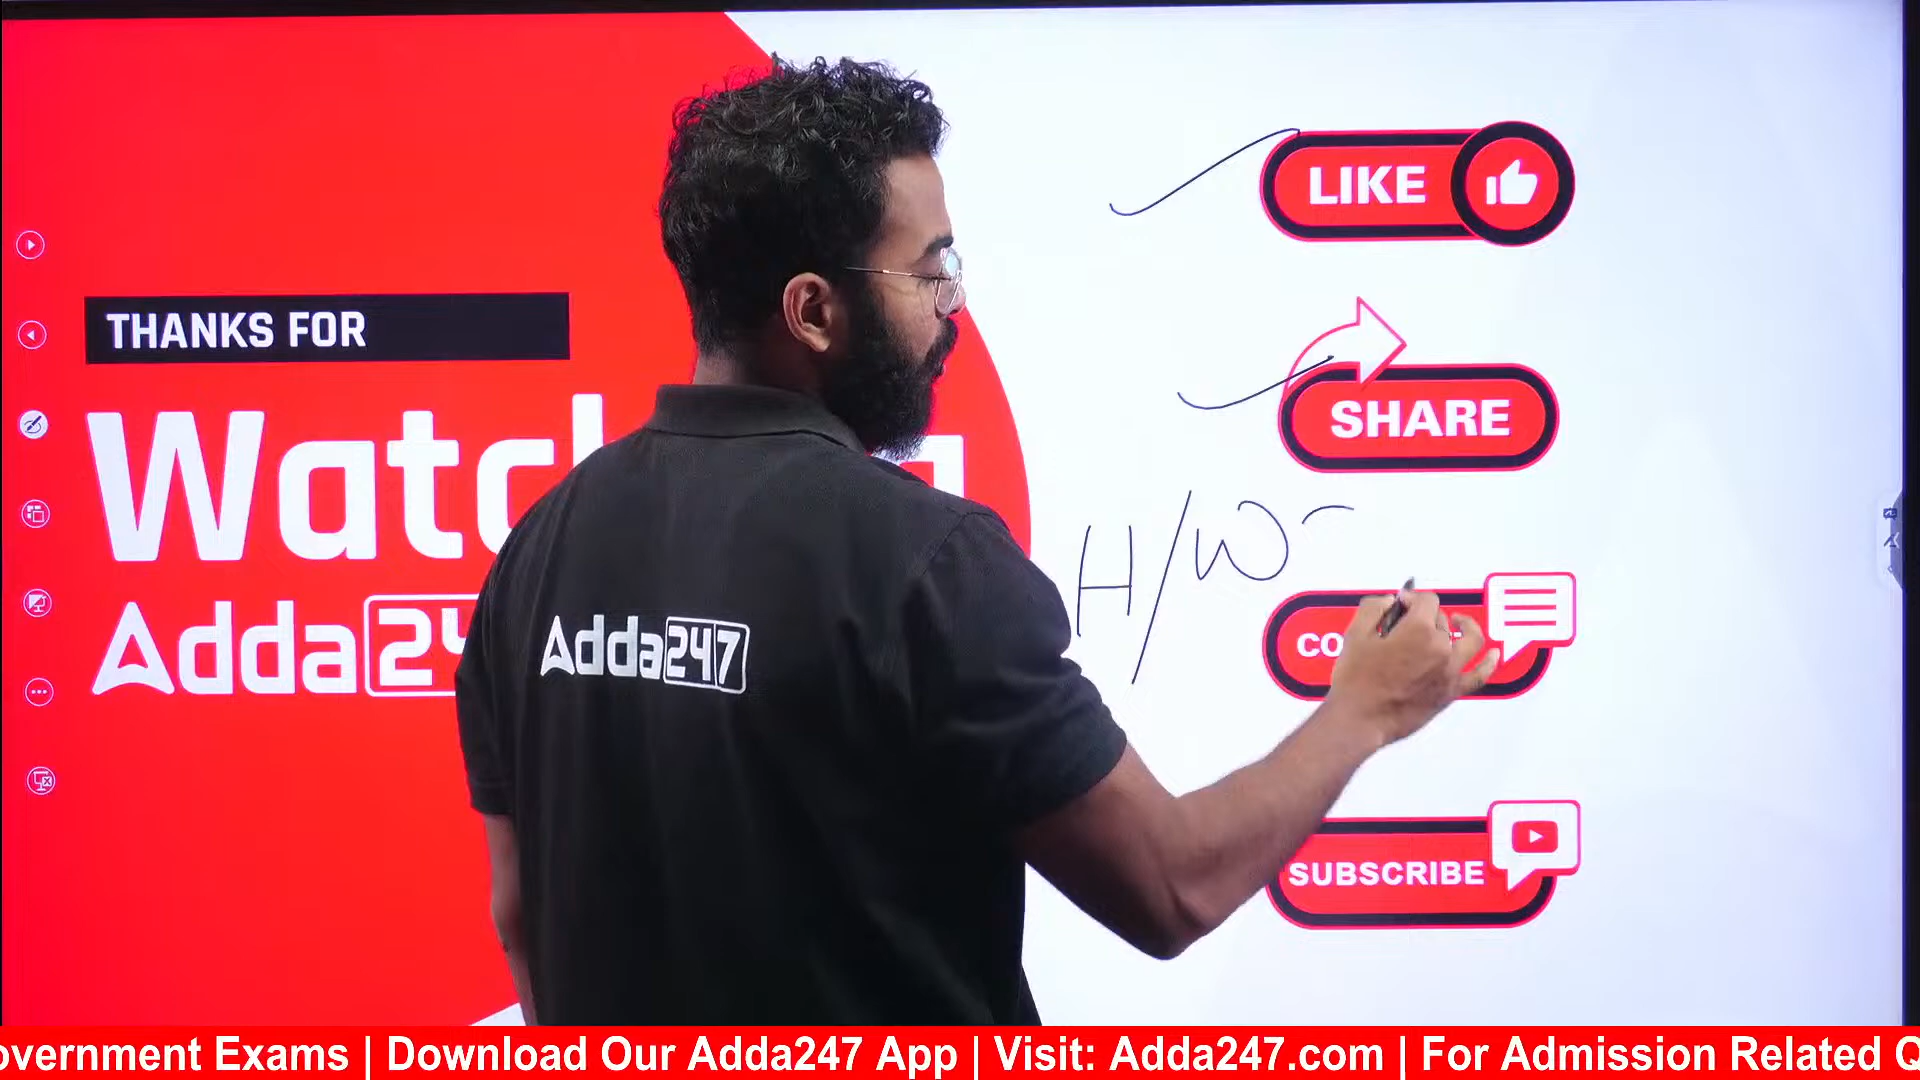 LIKE
THANKS FOR
SHARE
Watch
H/W -
Adda247
Adda24
CO
SUBSCRIBE
overnment Exams | Download Our Adda247 App | Visit: Adda247.com | For Admission Related Q